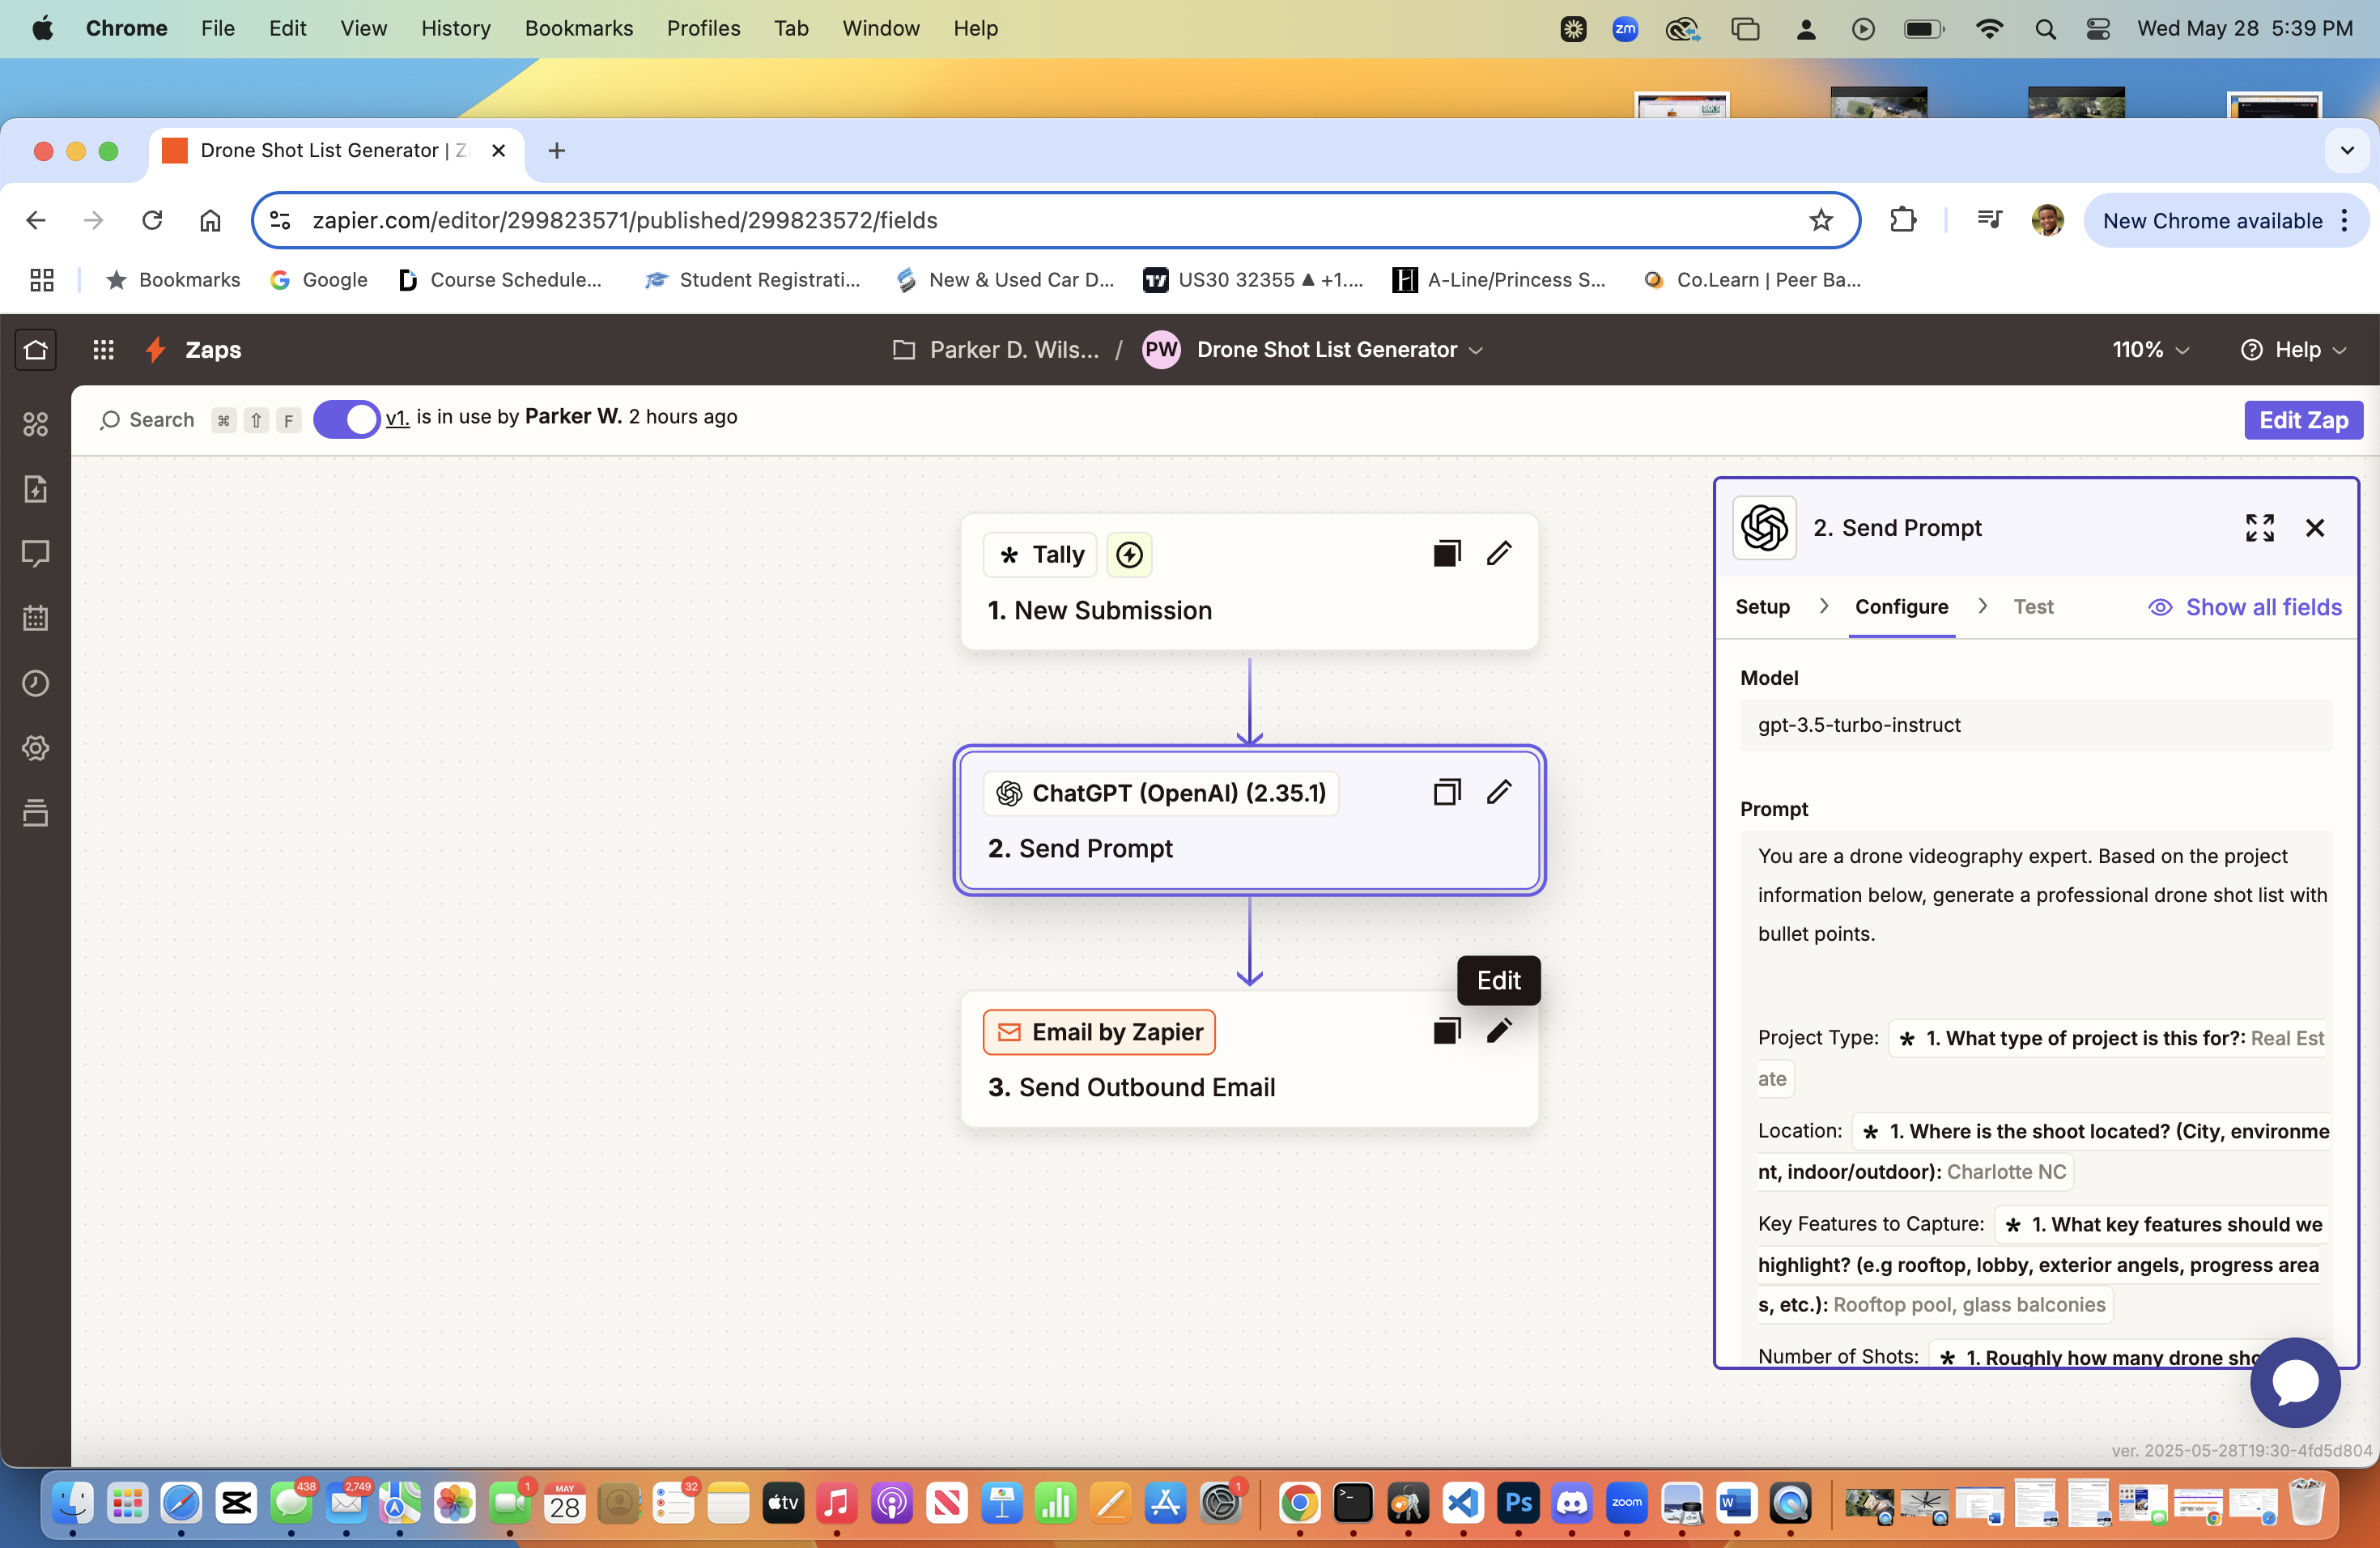 Chrome File Edit View History Bookmarks Profiles Tab Window Help
zm
Wed May 28 5:39 PM
Drone Shot List Generator | Z
zapier.com/editor/299823571/published/299823572/fields
New Chrome available
Bookmarks
Google
Course Schedule...
Student Registrati...
New & Used Car D...
US30 32355 ▲ +1....
A-Line/Princess S...
Co.Learn | Peer Ba...
Zaps
Parker D. Wils... / PW Drone Shot List Generator
110%
Help
Search ⌘ ⇧ F
v1. is in use by Parker W. 2 hours ago
Edit Zap
Tally
1. New Submission
ChatGPT (OpenAI) (2.35.1)
2. Send Prompt
Edit
Email by Zapier
3. Send Outbound Email
2. Send Prompt
Setup > Configure > Test
Show all fields
Model
gpt-3.5-turbo-instruct
Prompt
You are a drone videography expert. Based on the project
information below, generate a professional drone shot list with
bullet points.
Project Type: * 1. What type of project is this for?: Real Est
ate
Location: * 1. Where is the shoot located? (City, environme
nt, indoor/outdoor): Charlotte NC
Key Features to Capture: * 1. What key features should we
highlight? (e.g rooftop, lobby, exterior angels, progress area
s, etc.): Rooftop pool, glass balconies
Number of Shots: * 1. Roughly how many drone sho
ver. 2025-05-28T19:30-4fd5d804
438
2,749
1
MAY
28
32
tv
1
Ps
zoom
W